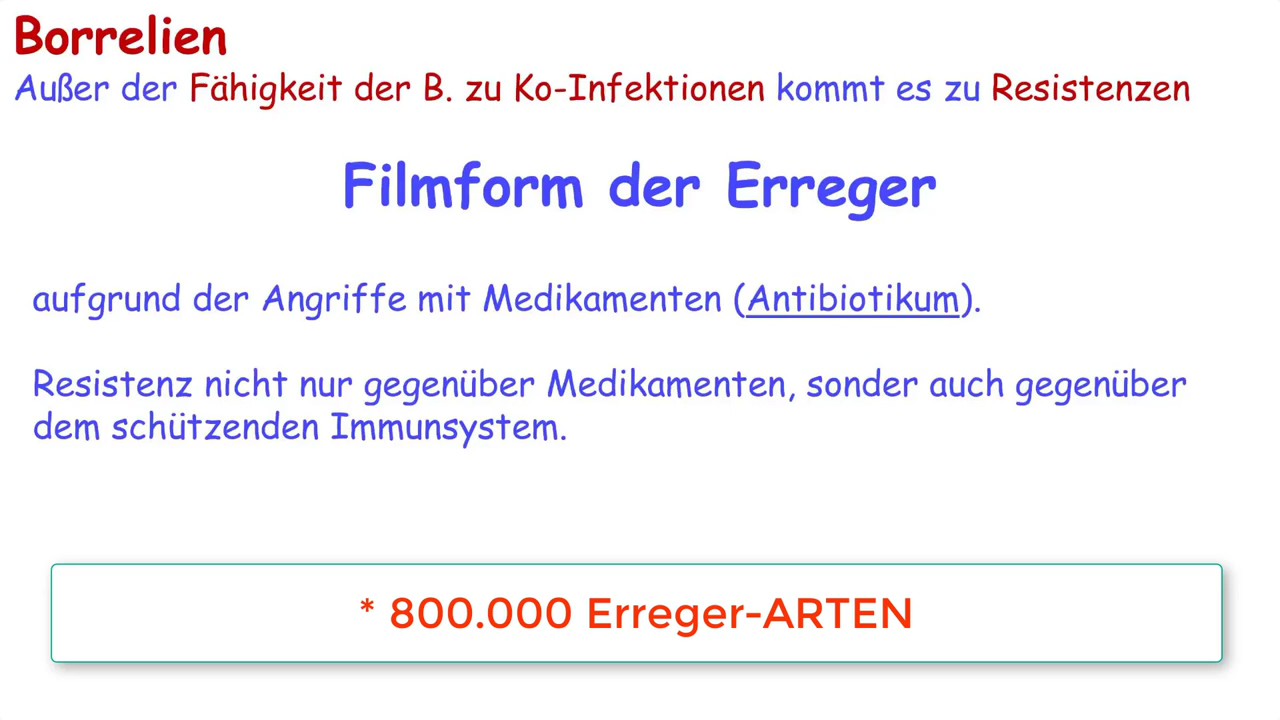 Borrelien
Außer der Fähigkeit der B. zu Ko-Infektionen kommt es zu Resistenzen
Filmform der Erreger
aufgrund der Angriffe mit Medikamenten (Antibiotikum).
Resistenz nicht nur gegenüber Medikamenten, sonder auch gegenüber
dem schützenden Immunsystem.
* 800.000 Erreger-ARTEN